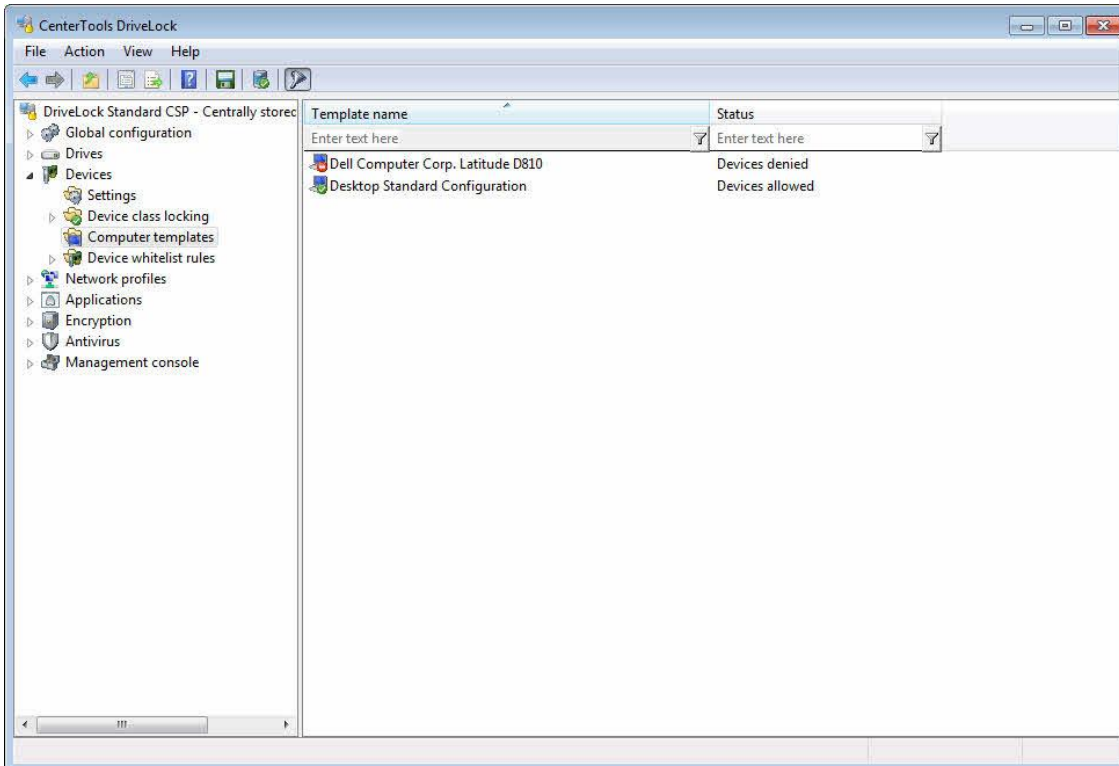 CenterTools DriveLock
File Action View Help
DriveLock Standard CSP - Centrally storec
Global configuration
Drives
Devices
Settings
Device class locking
Computer templates
Device whitelist rules
Network profiles
Applications
Encryption
Antivirus
Management console
Template name Status
Enter text here Enter text here
Dell Computer Corp. Latitude D810 Devices denied
Desktop Standard Configuration Devices allowed